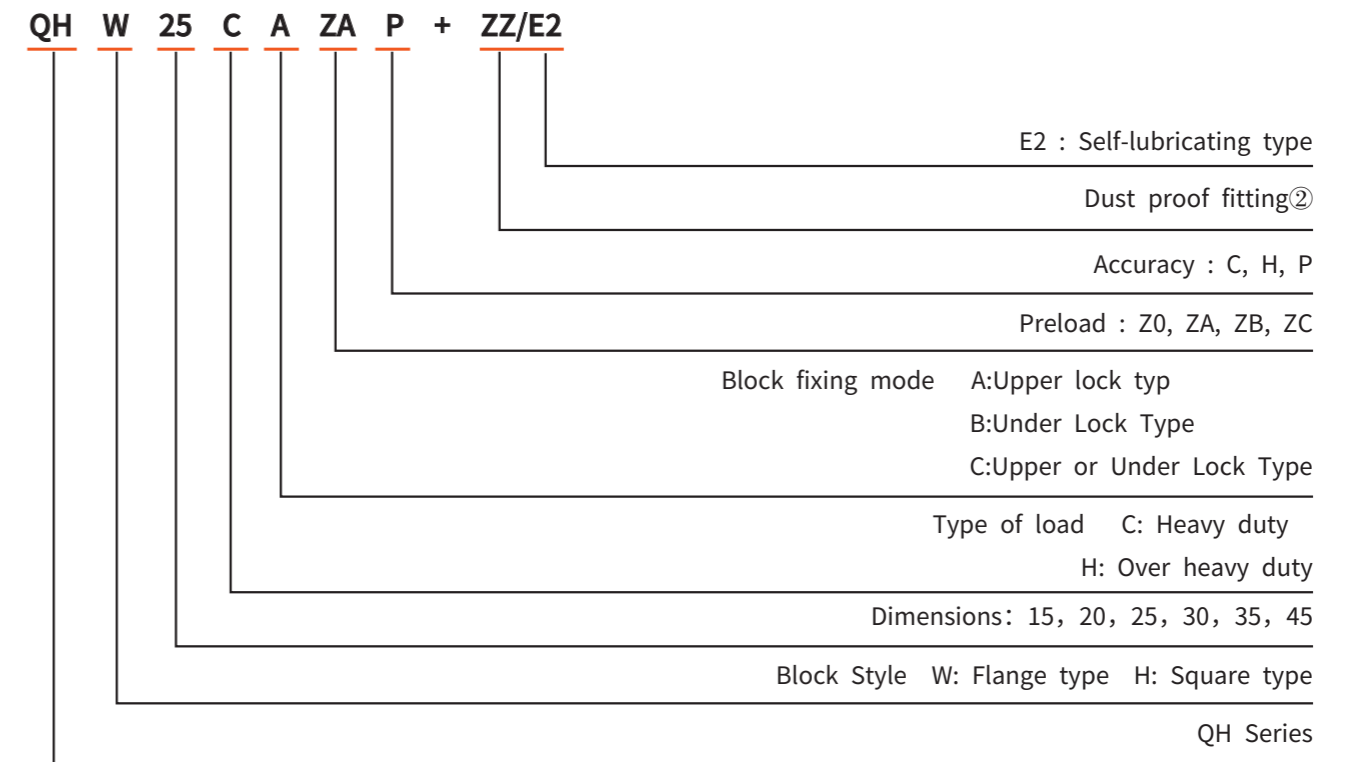 QH W 25 C A ZA P + ZZ/E2
E2 : Self-lubricating type
Dust proof fitting②
Accuracy : C, H, P
Preload : Z0, ZA, ZB, ZC
Block fixing mode A:Upper lock typ
B:Under Lock Type
C:Upper or Under Lock Type
Type of load C: Heavy duty
H: Over heavy duty
Dimensions：15，20，25，30，35，45
Block Style W: Flange type H: Square type
QH Series